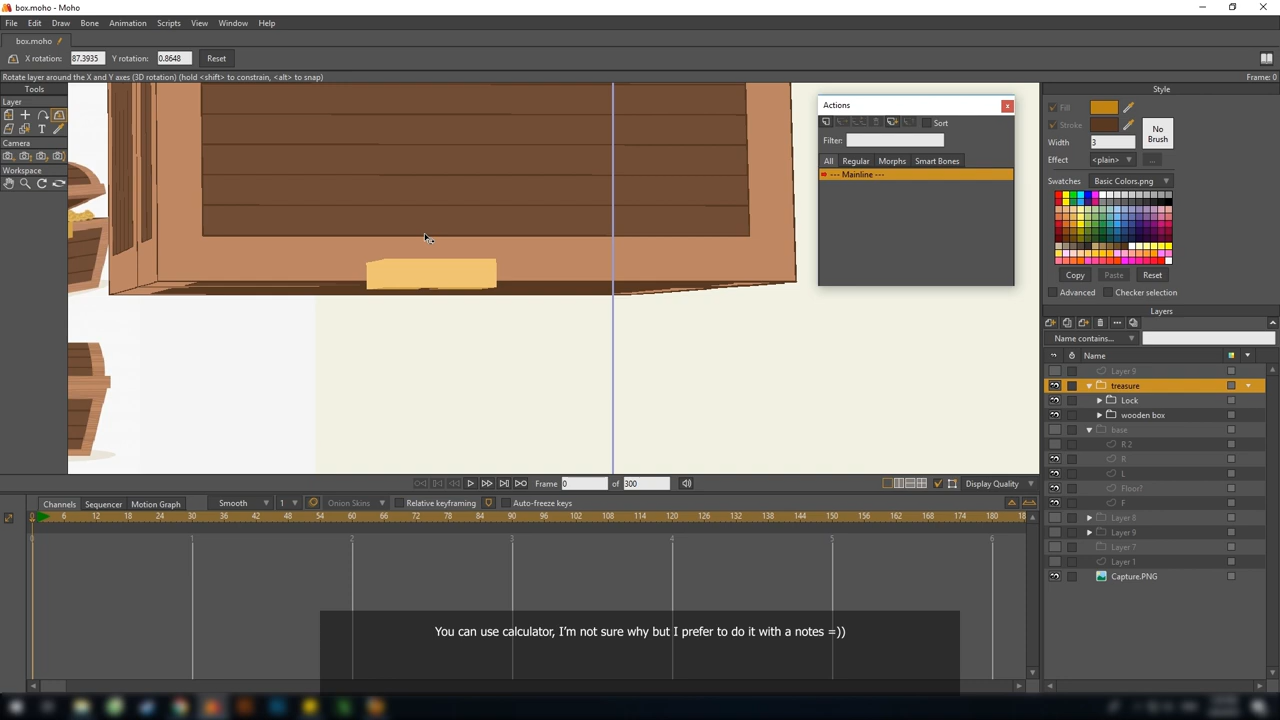 box.moho - Moho
File Edit Draw Bone Animation Scripts View Window Help
box.moho
X rotation: 87.3935 Y rotation: 0.8648 Reset
Rotate layer around the X and Y axes (3D rotation) (hold <shift> to constrain, <alt> to snap) Frame: 0
Tools
Layer
T
Camera
Workspace
Actions
Sort
Filter:
All Regular Morphs Smart Bones
--- Mainline ---
Style
Fill
Stroke
No Brush
Width 3
Effect <plain> ...
Swatches Basic Colors.png
Copy Paste Reset
Advanced Checker selection
Layers
Name contains...
Name
Layer 9
treasure
Lock
wooden box
base
R 2
R
L
Floor?
F
Layer 8
Layer 9
Layer 7
Layer 1
Capture.PNG
Frame 0 of 300 Display Quality
Channels Sequencer Motion Graph Smooth 1 Onion Skins Relative keyframing Auto-freeze keys
0 6 12 18 24 30 36 42 48 54 60 66 72 78 84 90 96 102 108 114 120 126 132 138 144 150 156 162 168 174 180 18
0 1 2 3 4 5 6
You can use calculator, I'm not sure why but I prefer to do it with a notes =))